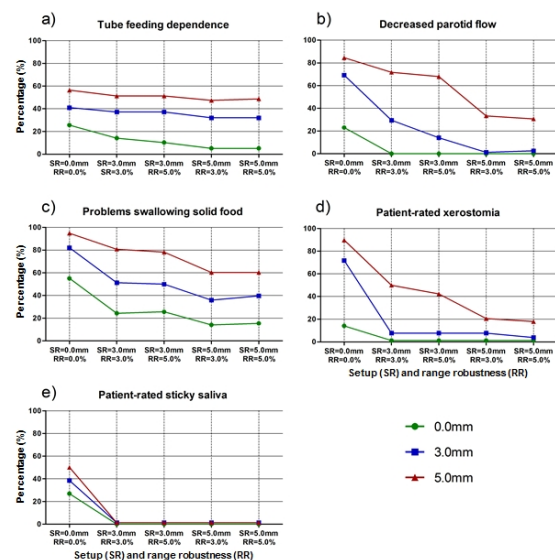 a)
Tube feeding dependence
Percentage (%)
100
80
60
40
20
0
SR=0.0mm SR=3.0mm SR=3.0mm SR=5.0mm SR=5.0mm
RR=0.0% RR=3.0% RR=5.0% RR=3.0% RR=5.0%
b)
Decreased parotid flow
100
80
60
40
20
0
SR=0.0mm SR=3.0mm SR=3.0mm SR=5.0mm SR=5.0mm
RR=0.0% RR=3.0% RR=5.0% RR=3.0% RR=5.0%
c)
Problems swallowing solid food
Percentage (%)
100
80
60
40
20
0
SR=0.0mm SR=3.0mm SR=3.0mm SR=5.0mm SR=5.0mm
RR=0.0% RR=3.0% RR=5.0% RR=3.0% RR=5.0%
d)
Patient-rated xerostomia
100
80
60
40
20
0
SR=0.0mm SR=3.0mm SR=3.0mm SR=5.0mm SR=5.0mm
RR=0.0% RR=3.0% RR=5.0% RR=3.0% RR=5.0%
Setup (SR) and range robustness (RR)
e)
Patient-rated sticky saliva
Percentage (%)
100
80
60
40
20
0
SR=0.0mm SR=3.0mm SR=3.0mm SR=5.0mm SR=5.0mm
RR=0.0% RR=3.0% RR=5.0% RR=3.0% RR=5.0%
Setup (SR) and range robustness (RR)
0.0mm
3.0mm
5.0mm